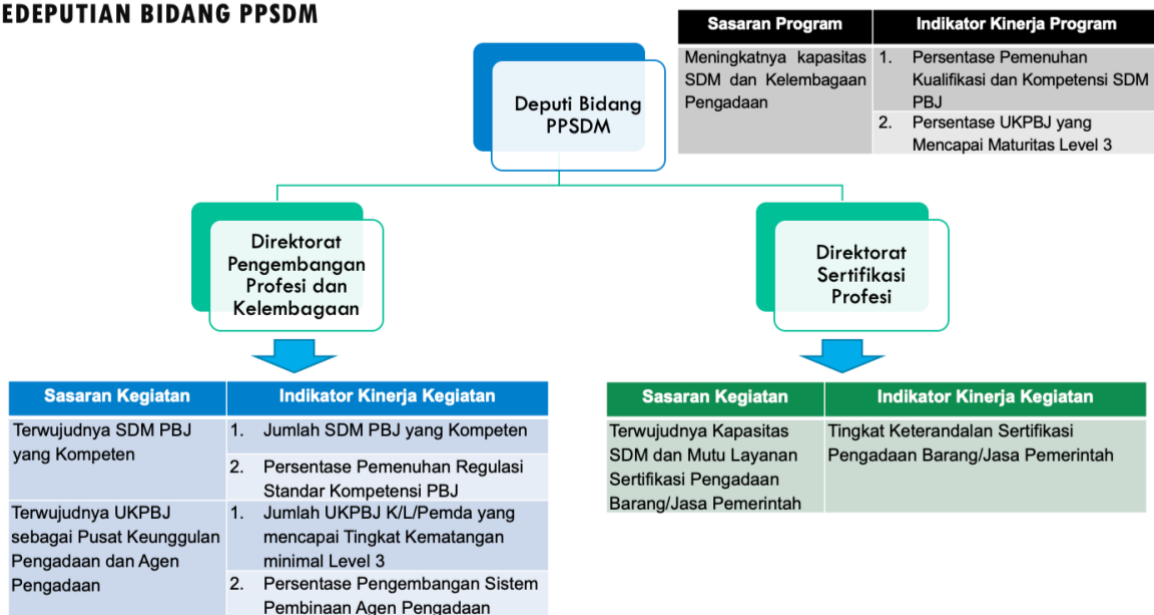 EDEPUTIAN BIDANG PPSDM
Sasaran Program
Indikator Kinerja Program
Meningkatnya kapasitas
SDM dan Kelembagaan
Pengadaan
1. Persentase Pemenuhan
Kualifikasi dan Kompetensi SDM
PBJ
2. Persentase UKPBJ yang
Mencapai Maturitas Level 3
Deputi Bidang
PPSDM
Direktorat
Pengembangan
Profesi dan
Kelembagaan
Direktorat
Sertifikasi
Profesi
Sasaran Kegiatan
Indikator Kinerja Kegiatan
Terwujudnya SDM PBJ
yang Kompeten
1. Jumlah SDM PBJ yang Kompeten
2. Persentase Pemenuhan Regulasi
Standar Kompetensi PBJ
Terwujudnya UKPBJ
sebagai Pusat Keunggulan
Pengadaan dan Agen
Pengadaan
1. Jumlah UKPBJ K/L/Pemda yang
mencapai Tingkat Kematangan
minimal Level 3
2. Persentase Pengembangan Sistem
Pembinaan Agen Pengadaan
Sasaran Kegiatan
Indikator Kinerja Kegiatan
Terwujudnya Kapasitas
SDM dan Mutu Layanan
Sertifikasi Pengadaan
Barang/Jasa Pemerintah
Tingkat Keterandalan Sertifikasi
Pengadaan Barang/Jasa Pemerintah